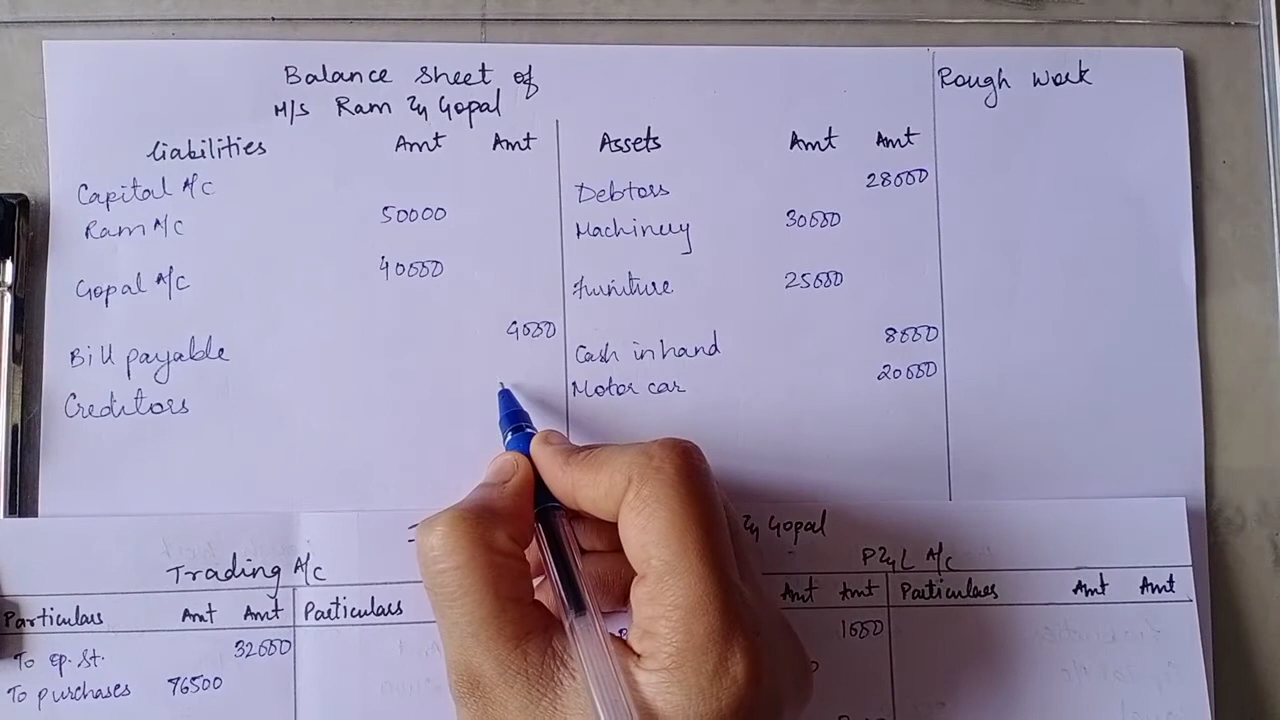 Balance Sheet of
M/S Ram & Gopal
Rough Work
Liabilities Amt Amt Assets Amt Amt
Capital A/c Debtors 28000
Ram A/c 50000 Machinery 30000
Gopal A/c 40000 Furniture 25000
Bill payable 4000 Cash in hand 8000
Creditors Motor car 20000
& Gopal
Trading A/c P&L A/c
Particulars Amt Amt Particulars Amt Amt Particulars Amt Amt
To op. St. 32000 1000
To purchases 76500